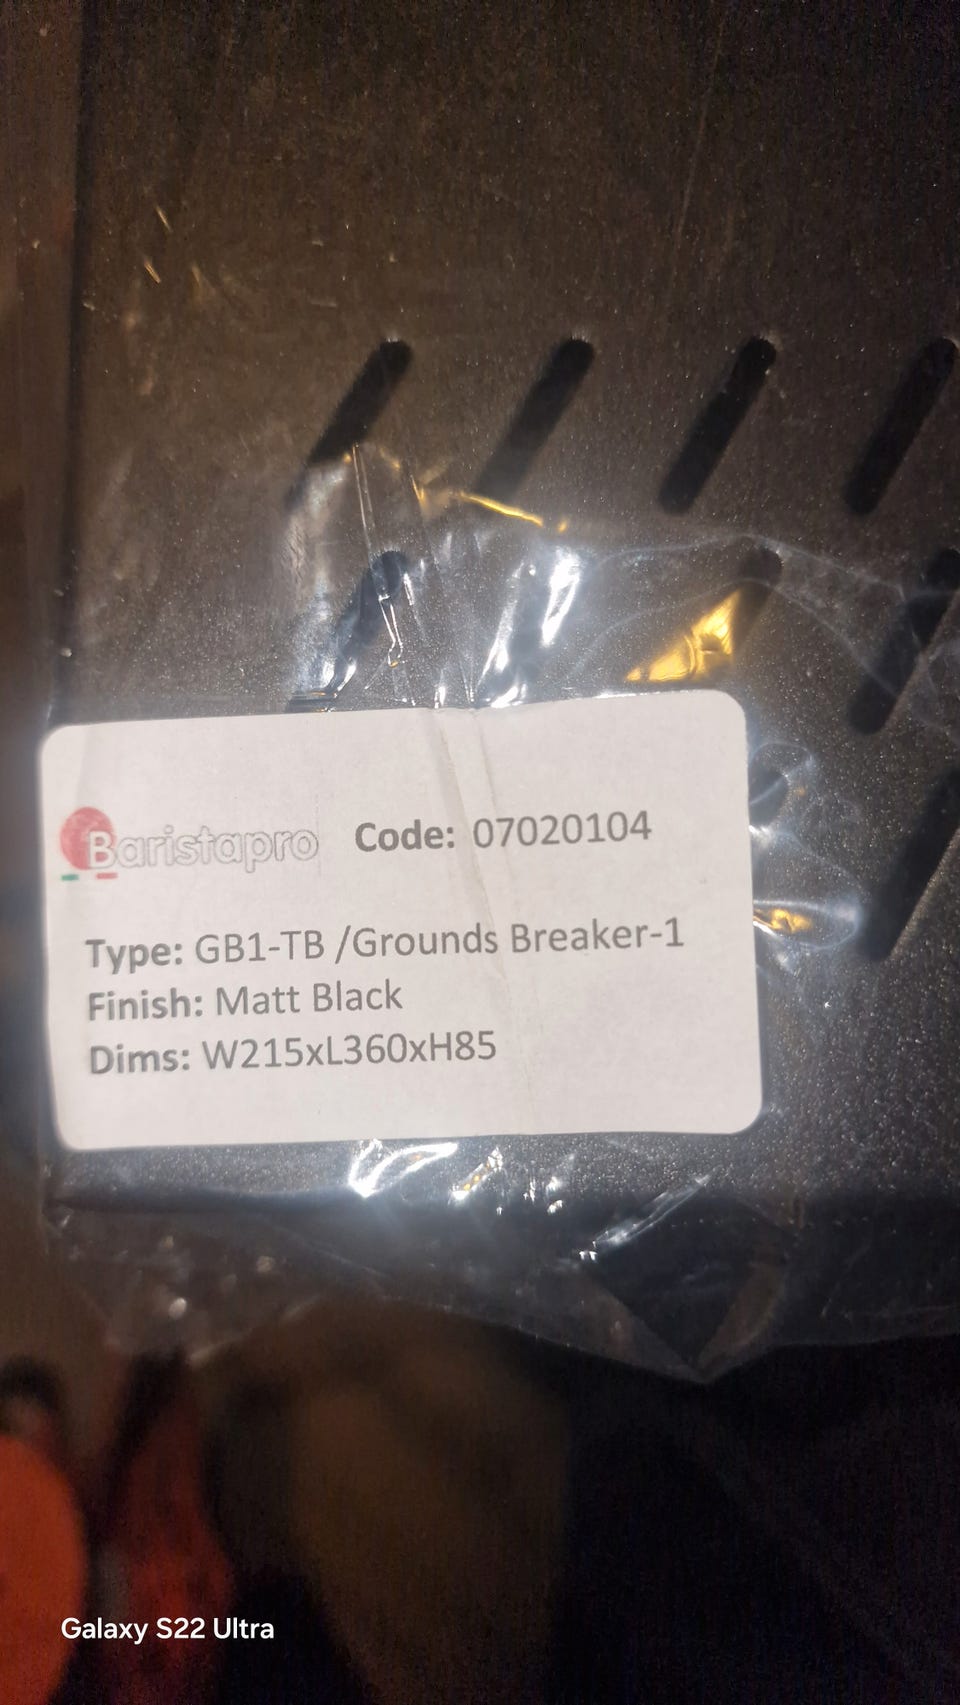 Baristapro Code: 07020104
Type: GB1-TB /Grounds Breaker-1
Finish: Matt Black
Dims: W215xL360xH85
Galaxy S22 Ultra